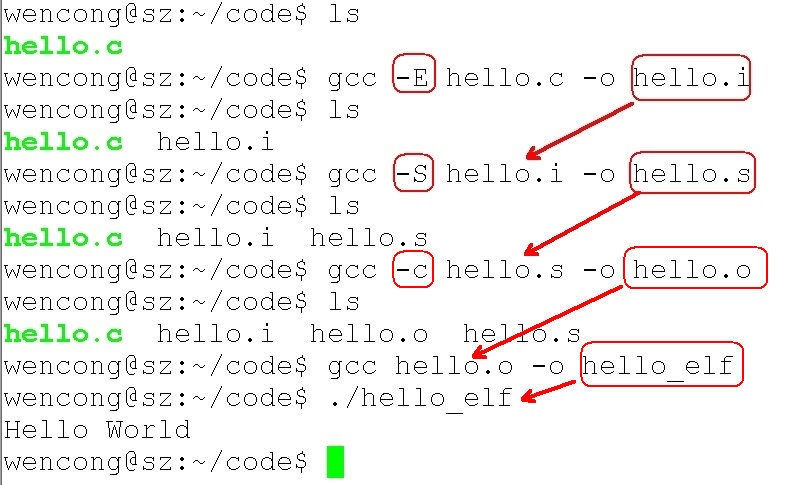 wencong@sz:~/code$ ls
hello.c
wencong@sz:~/code$ gcc -E hello.c -o hello.i
wencong@sz:~/code$ ls
hello.c  hello.i
wencong@sz:~/code$ gcc -S hello.i -o hello.s
wencong@sz:~/code$ ls
hello.c  hello.i  hello.s
wencong@sz:~/code$ gcc -c hello.s -o hello.o
wencong@sz:~/code$ ls
hello.c  hello.i  hello.o  hello.s
wencong@sz:~/code$ gcc hello.o -o hello_elf
wencong@sz:~/code$ ./hello_elf
Hello World
wencong@sz:~/code$